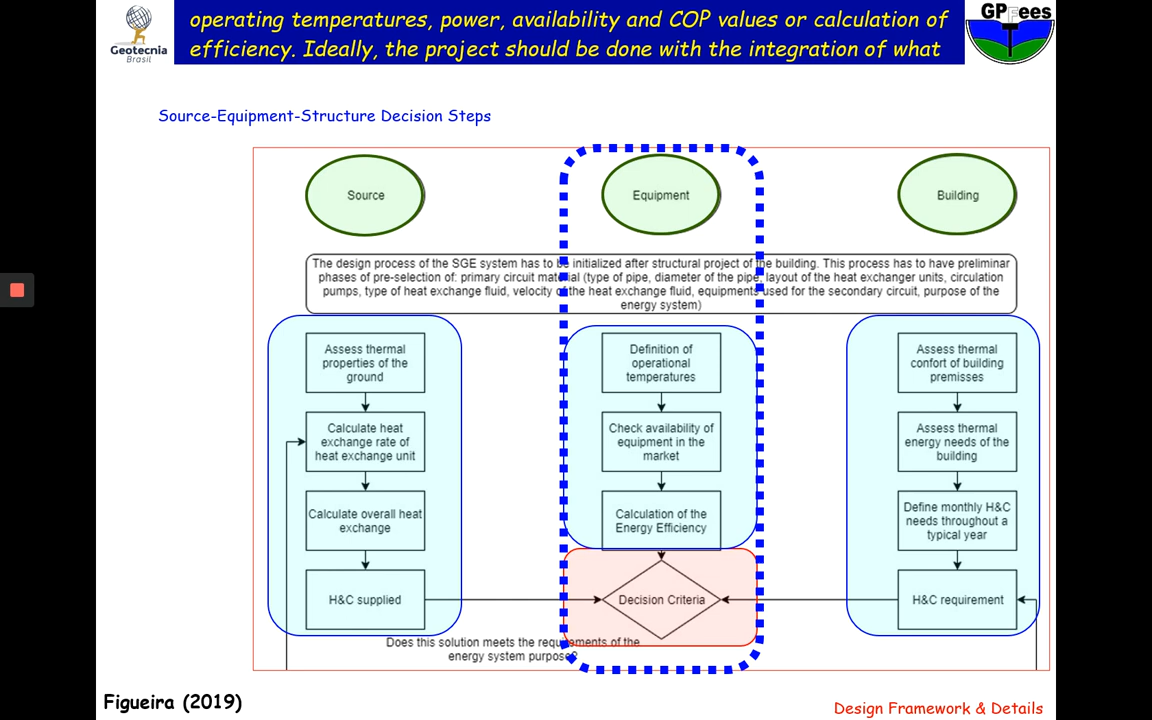 operating temperatures, power, availability and COP values or calculation of
efficiency. Ideally, the project should be done with the integration of what
Geotecnia
Brasil
GPFees
Source-Equipment-Structure Decision Steps
Source
Equipment
Building
The design process of the SGE system has to be initialized after structural project of the building. This process has to have preliminary
phases of pre-selection of: primary circuit material (type of pipe, diameter of the pipe, layout of the heat exchanger units, circulation
pumps, type of heat exchange fluid, velocity of the heat exchange fluid, equipments used for the secondary circuit, purpose of the
energy system)
Assess thermal
properties of the
ground
Calculate heat
exchange rate of
heat exchange unit
Calculate overall heat
exchange
H&C supplied
Definition of
operational
temperatures
Check availability of
equipment in the
market
Calculation of the
Energy Efficiency
Decision Criteria
Assess thermal
confort of building
premisses
Assess thermal
energy needs of the
building
Define monthly H&C
needs throughout a
typical year
H&C requirement
Does this solution meets the requirements of the
energy system purpose?
Figueira (2019)
Design Framework & Details